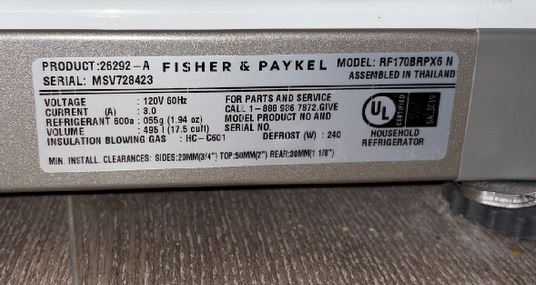 PRODUCT:26292-A FISHER & PAYKEL MODEL: RF170BRPX6 N
SERIAL: MSV728423 ASSEMBLED IN THAILAND
VOLTAGE : 120V 60Hz
CURRENT (A) : 3.0
REFRIGERANT 600a : 055g (1.94 oz)
VOLUME : 495 l (17.5 cuft)
INSULATION BLOWING GAS : HC-C601
FOR PARTS AND SERVICE
CALL 1-888 936 7872.GIVE
MODEL PRODUCT NO AND
SERIAL NO.
DEFROST (W) : 240
UL
CERTIFIED
HOUSEHOLD
REFRIGERATOR
MIN. INSTALL. CLEARANCES: SIDES:20MM(3/4") TOP:50MM(2") REAR:30MM(1 1/8")